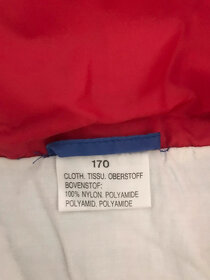 170
CLOTH. TISSU. OBERSTOFF
BOVENSTOF:
100% NYLON. POLYAMIDE
POLYAMID. POLYAMIDE